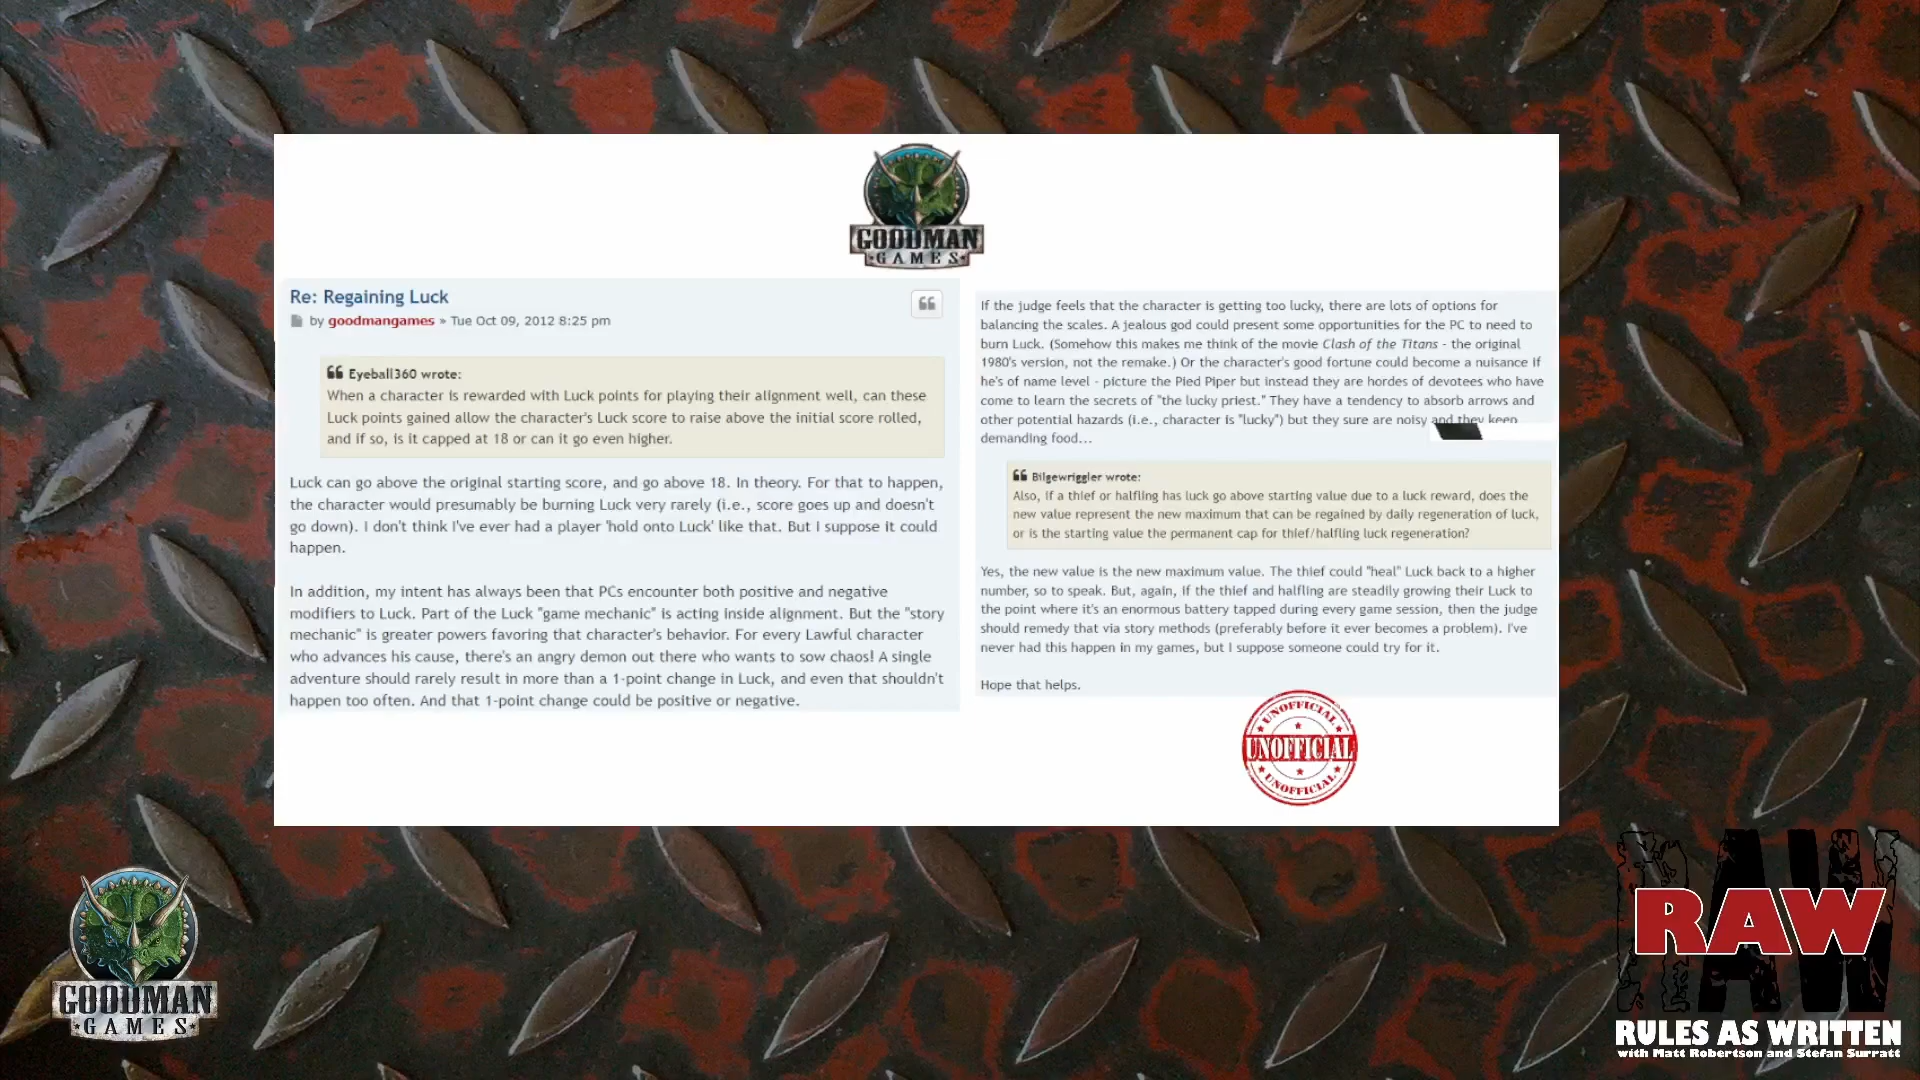 GOODMAN
GAMES
Re: Regaining Luck
by goodmangames » Tue Oct 09, 2012 8:25 pm
Eyeball360 wrote:
When a character is rewarded with Luck points for playing their alignment well, can these
Luck points gained allow the character's Luck score to raise above the initial score rolled,
and if so, is it capped at 18 or can it go even higher.
Luck can go above the original starting score, and go above 18. In theory. For that to happen,
the character would presumably be burning Luck very rarely (i.e., score goes up and doesn't
go down). I don't think I've ever had a player 'hold onto Luck' like that. But I suppose it could
happen.
In addition, my intent has always been that PCs encounter both positive and negative
modifiers to Luck. Part of the Luck "game mechanic" is acting inside alignment. But the "story
mechanic" is greater powers favoring that character's behavior. For every Lawful character
who advances his cause, there's an angry demon out there who wants to sow chaos! A single
adventure should rarely result in more than a 1-point change in Luck, and even that shouldn't
happen too often. And that 1-point change could be positive or negative.
If the judge feels that the character is getting too lucky, there are lots of options for
balancing the scales. A jealous god could present some opportunities for the PC to need to
burn Luck. (Somehow this makes me think of the movie Clash of the Titans - the original
1980's version, not the remake.) Or the character's good fortune could become a nuisance if
he's of name level - picture the Pied Piper but instead they are hordes of devotees who have
come to learn the secrets of "the lucky priest." They have a tendency to absorb arrows and
other potential hazards (i.e., character is "lucky") but they sure are noisy and they keep
demanding food...
Bilgewriggler wrote:
Also, if a thief or halfling has luck go above starting value due to a luck reward, does the
new value represent the new maximum that can be regained by daily regeneration of luck,
or is the starting value the permanent cap for thief/halfling luck regeneration?
Yes, the new value is the new maximum value. The thief could "heal" Luck back to a higher
number, so to speak. But, again, if the thief and halfling are steadily growing their Luck to
the point where it's an enormous battery tapped during every game session, then the judge
should remedy that via story methods (preferably before it ever becomes a problem). I've
never had this happen in my games, but I suppose someone could try for it.
Hope that helps.
UNOFFICIAL
UNOFFICIAL
UNOFFICIAL
GOODMAN
GAMES
RAW
RAW
RULES AS WRITTEN
with Matt Robertson and Stefan Surratt